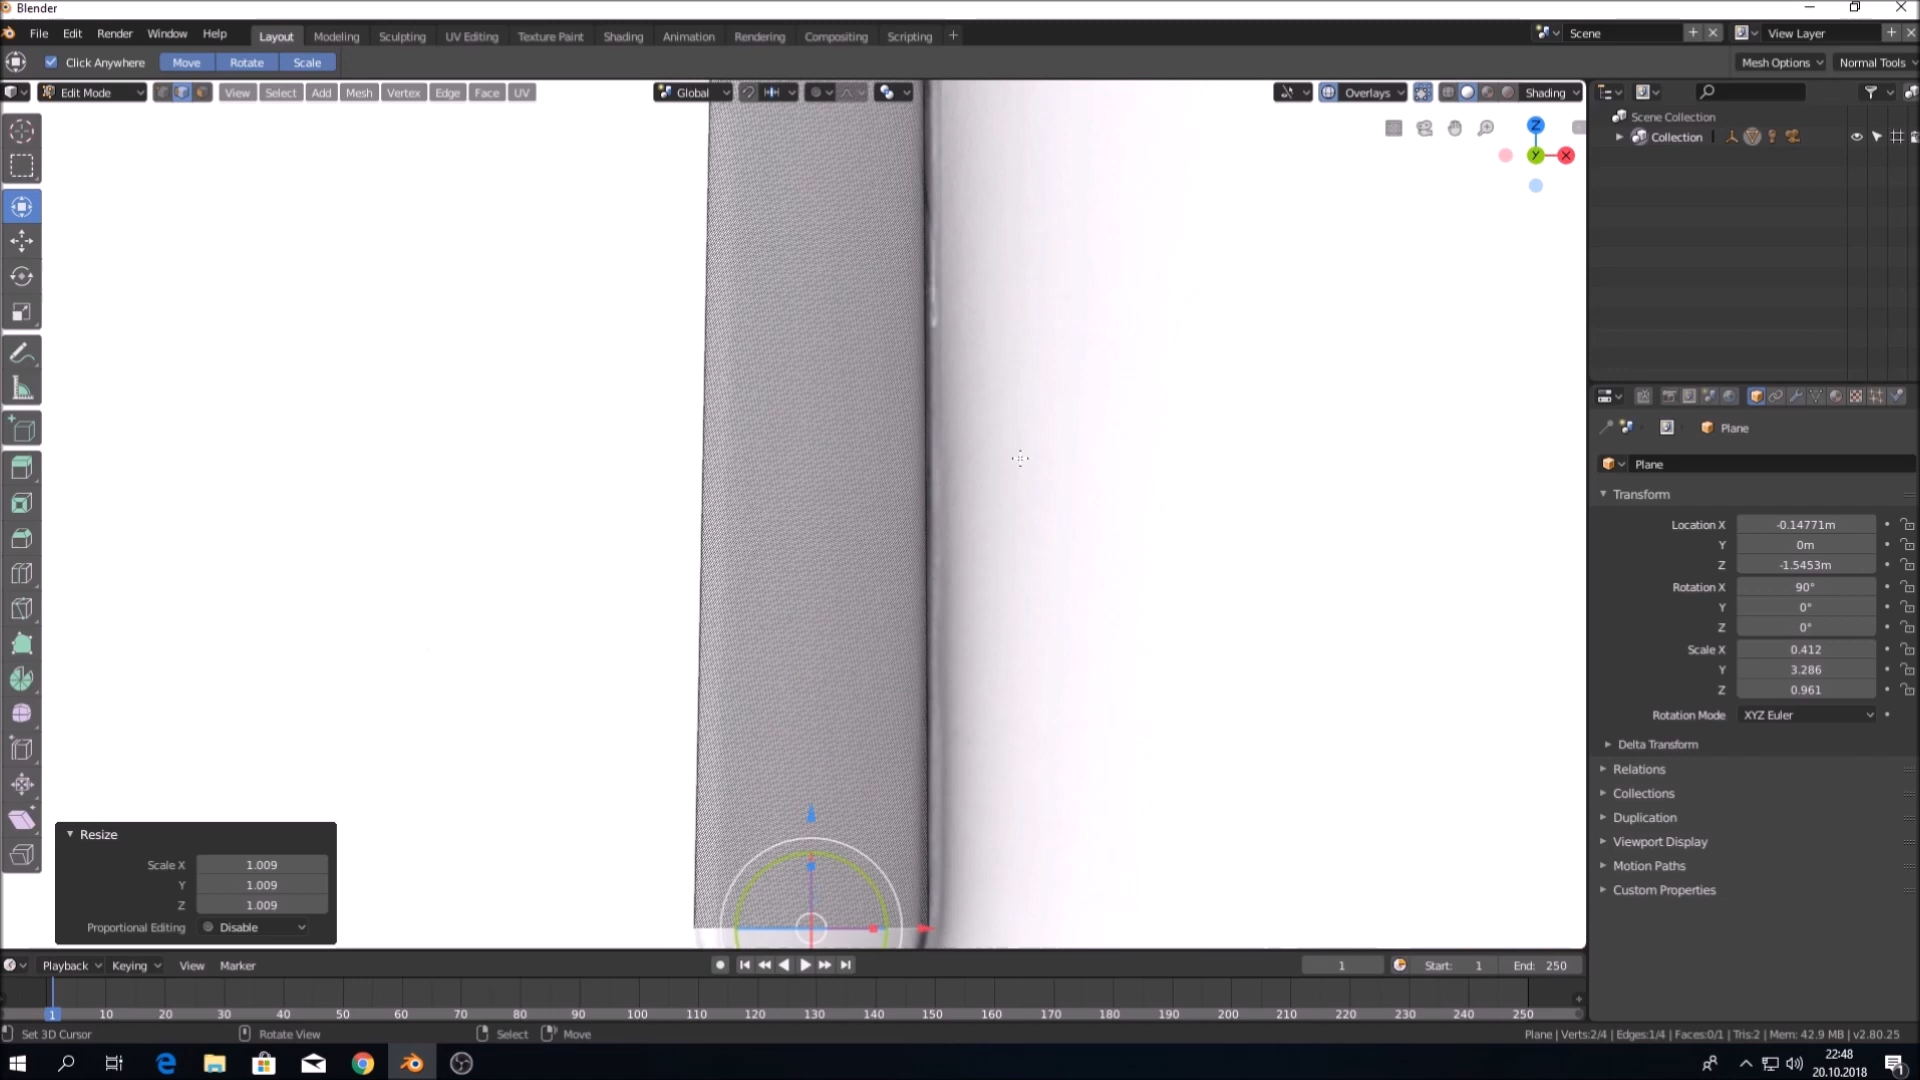 Blender
File Edit Render Window Help Layout Modeling Sculpting UV Editing Texture Paint Shading Animation Rendering Compositing Scripting + Scene View Layer
Click Anywhere Move Rotate Scale Mesh Options Normal Tools
Edit Mode View Select Add Mesh Vertex Edge Face UV Global Overlays Shading
Scene Collection
Collection
Z
Y X
Plane
Plane
Transform
Location X -0.14771m
Y 0m
Z -1.5453m
Rotation X 90°
Y 0°
Z 0°
Scale X 0.412
Y 3.286
Z 0.961
Rotation Mode XYZ Euler
Delta Transform
Relations
Collections
Duplication
Viewport Display
Motion Paths
Custom Properties
Resize
Scale X 1.009
Y 1.009
Z 1.009
Proportional Editing Disable
Playback Keying View Marker 1 Start: 1 End: 250
1 10 20 30 40 50 60 70 80 90 100 110 120 130 140 150 160 170 180 190 200 210 220 230 240 250
Set 3D Cursor Rotate View Select Move Plane | Verts:2/4 | Edges:1/4 | Faces:0/1 | Tris:2 | Mem: 42.9 MB | v2.80.25
22:48
20.10.2018
1